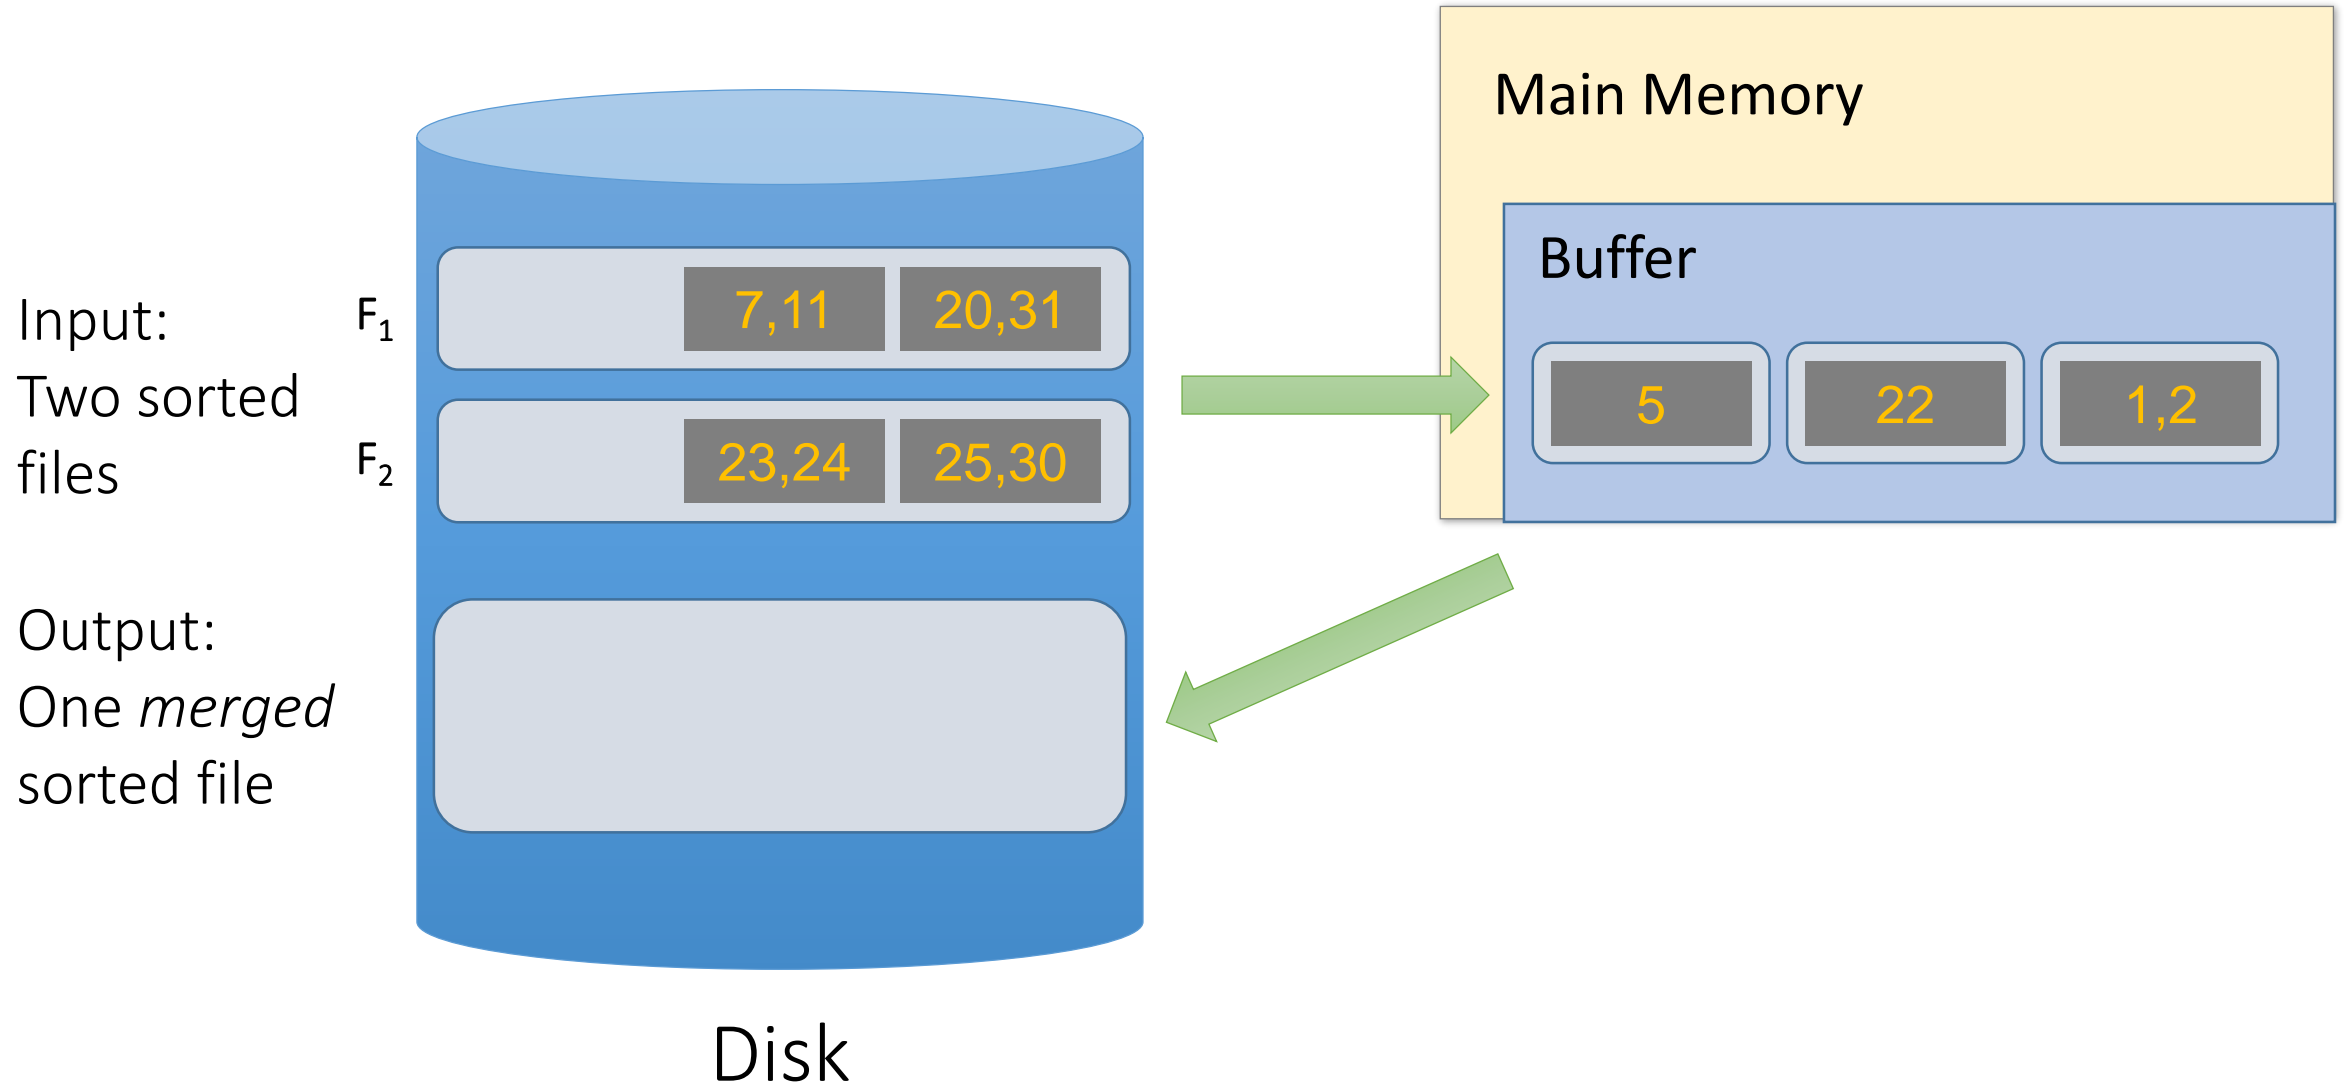 Main Memory
Buffer
Input:
Two sorted
files
F₁
7,11
20,31
F₂
23,24
25,30
5
22
1,2
Output:
One merged
sorted file
Disk